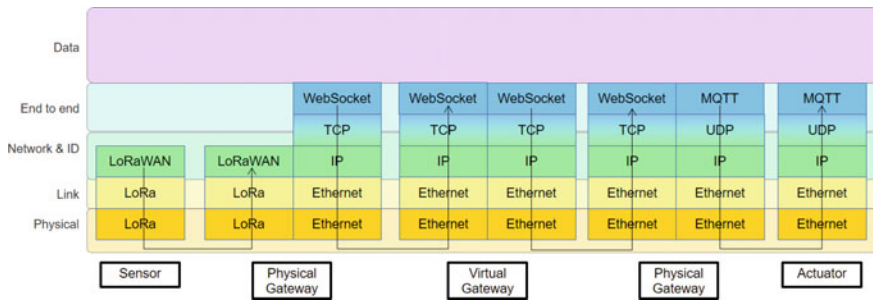 Data
End to end
WebSocket WebSocket WebSocket WebSocket MQTT MQTT
TCP TCP TCP TCP UDP UDP
Network & ID
LoRaWAN LoRaWAN IP IP IP IP IP IP
Link
LoRa LoRa Ethernet Ethernet Ethernet Ethernet Ethernet Ethernet
Physical
LoRa LoRa Ethernet Ethernet Ethernet Ethernet Ethernet Ethernet
Sensor
Physical
Gateway
Virtual
Gateway
Physical
Gateway
Actuator